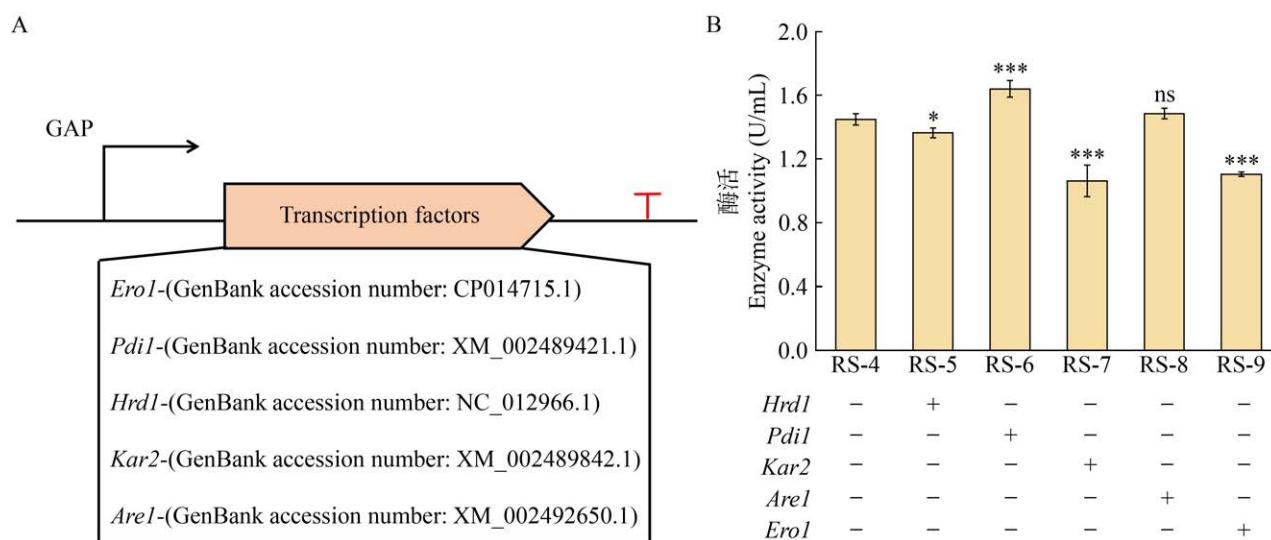 A
GAP
Transcription factors
Ero1-(GenBank accession number: CP014715.1)
Pdi1-(GenBank accession number: XM_002489421.1)
Hrd1-(GenBank accession number: NC_012966.1)
Kar2-(GenBank accession number: XM_002489842.1)
Are1-(GenBank accession number: XM_002492650.1)
B
酶活
Enzyme activity (U/mL)
2.0
1.6
1.2
0.8
0.4
0.0
* *** *** ns ***
RS-4 RS-5 RS-6 RS-7 RS-8 RS-9
Hrd1 − + − − − −
Pdi1 − − + − − −
Kar2 − − − + − −
Are1 − − − − + −
Ero1 − − − − − +